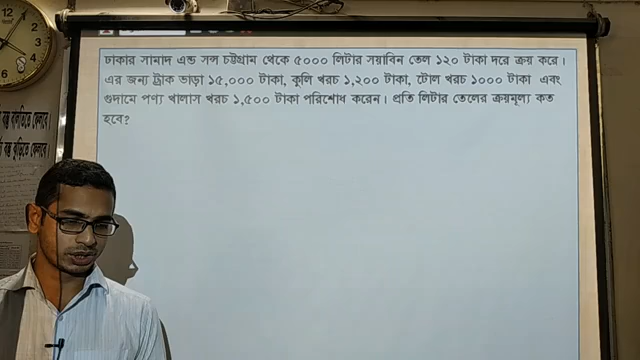 ঢাকার সামাদ এন্ড সন্স চট্টগ্রাম থেকে ৫০০০ লিটার সয়াবিন তেল ১২০ টাকা দরে ক্রয় করে।
এর জন্য ট্রাক ভাড়া ১৫,০০০ টাকা, কুলি খরচ ১,২০০ টাকা, টোল খরচ ১০০০ টাকা এবং
গুদামে পণ্য খালাস খরচ ১,৫০০ টাকা পরিশোধ করেন। প্রতি লিটার তেলের ক্রয়মূল্য কত
হবে?